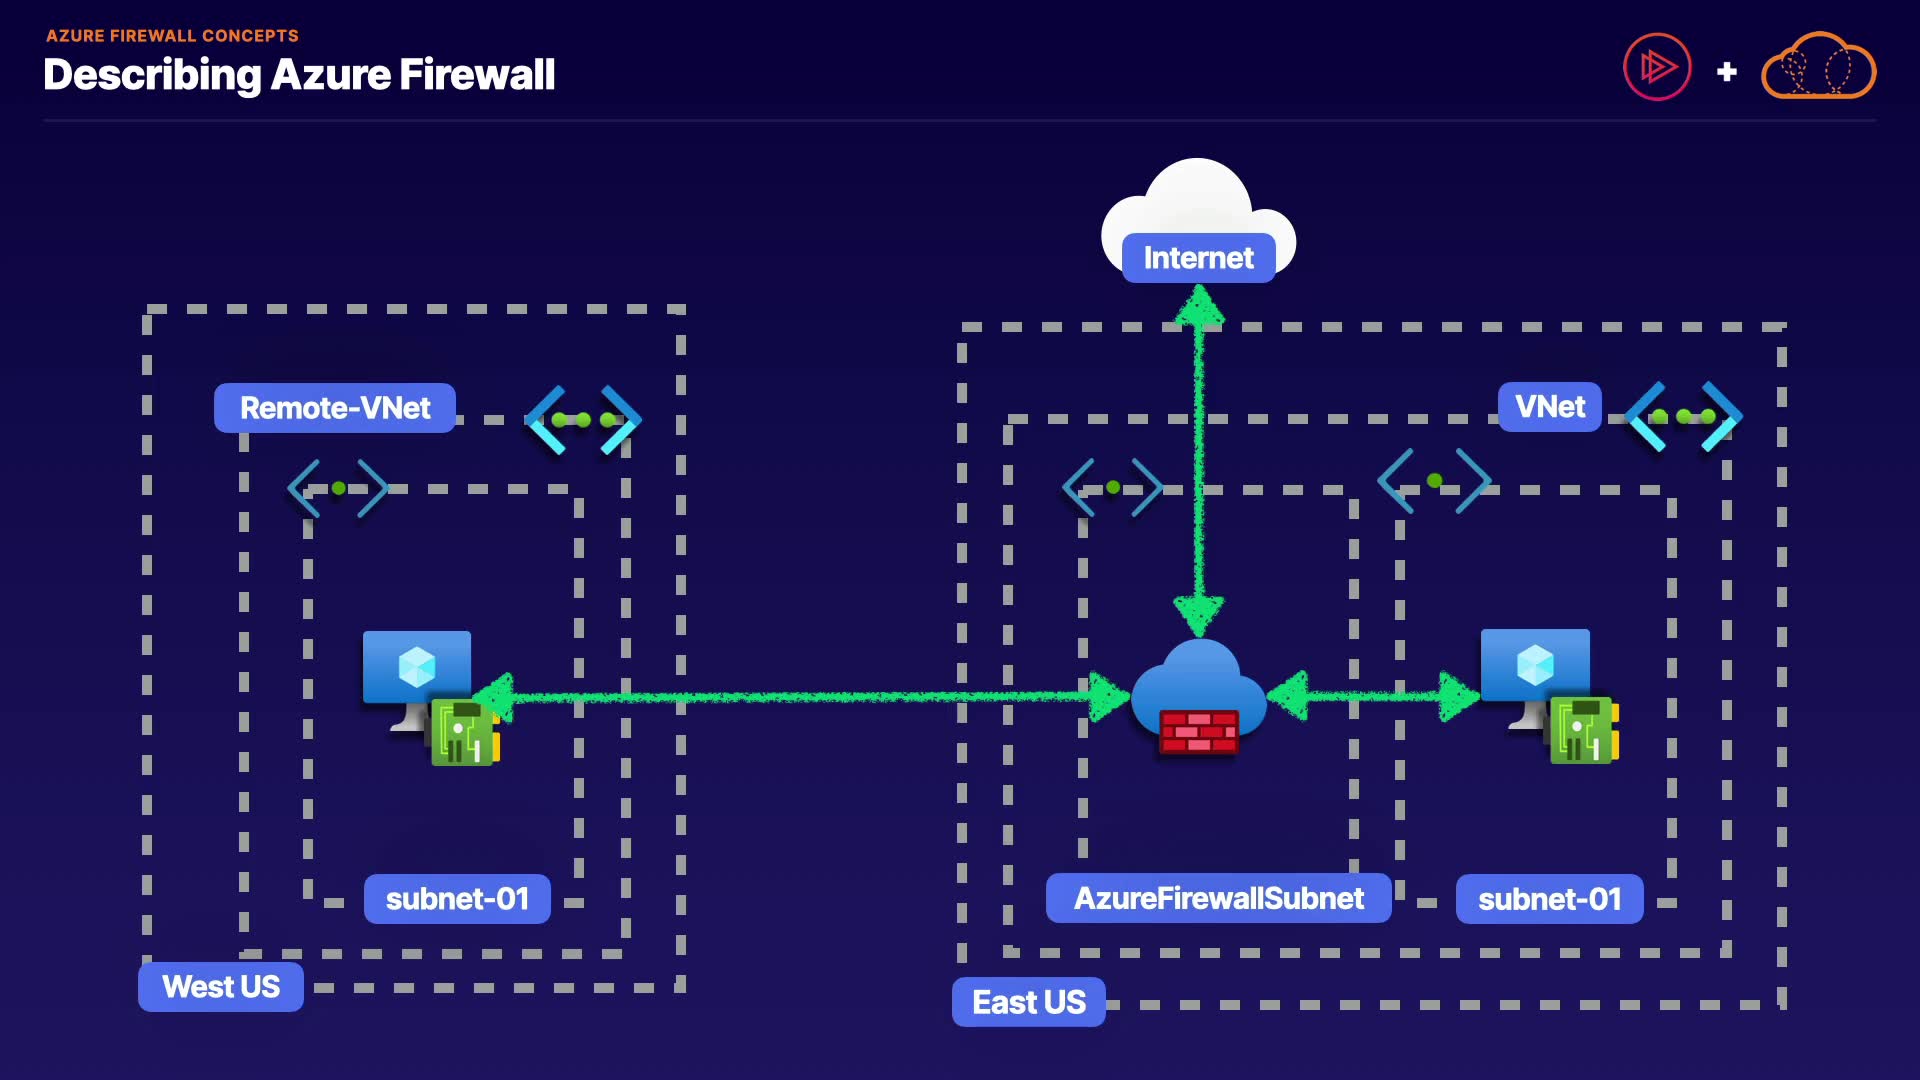 AZURE FIREWALL CONCEPTS
Describing Azure Firewall
Internet
Remote-VNet
VNet
subnet-01
AzureFirewallSubnet
subnet-01
West US
East US